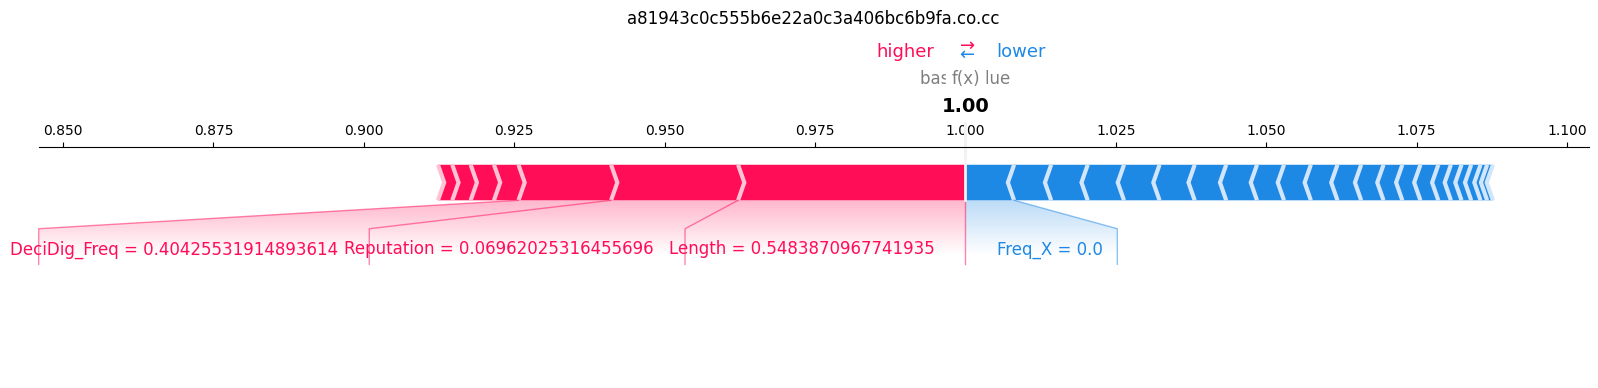 a81943c0c555b6e22a0c3a406bc6b9fa.co.cc
higher ⇄ lower
bas f(x) lue
1.00
0.850 0.875 0.900 0.925 0.950 0.975 1.000 1.025 1.050 1.075 1.100
DeciDig_Freq = 0.40425531914893614 Reputation = 0.06962025316455696 Length = 0.5483870967741935 Freq_X = 0.0